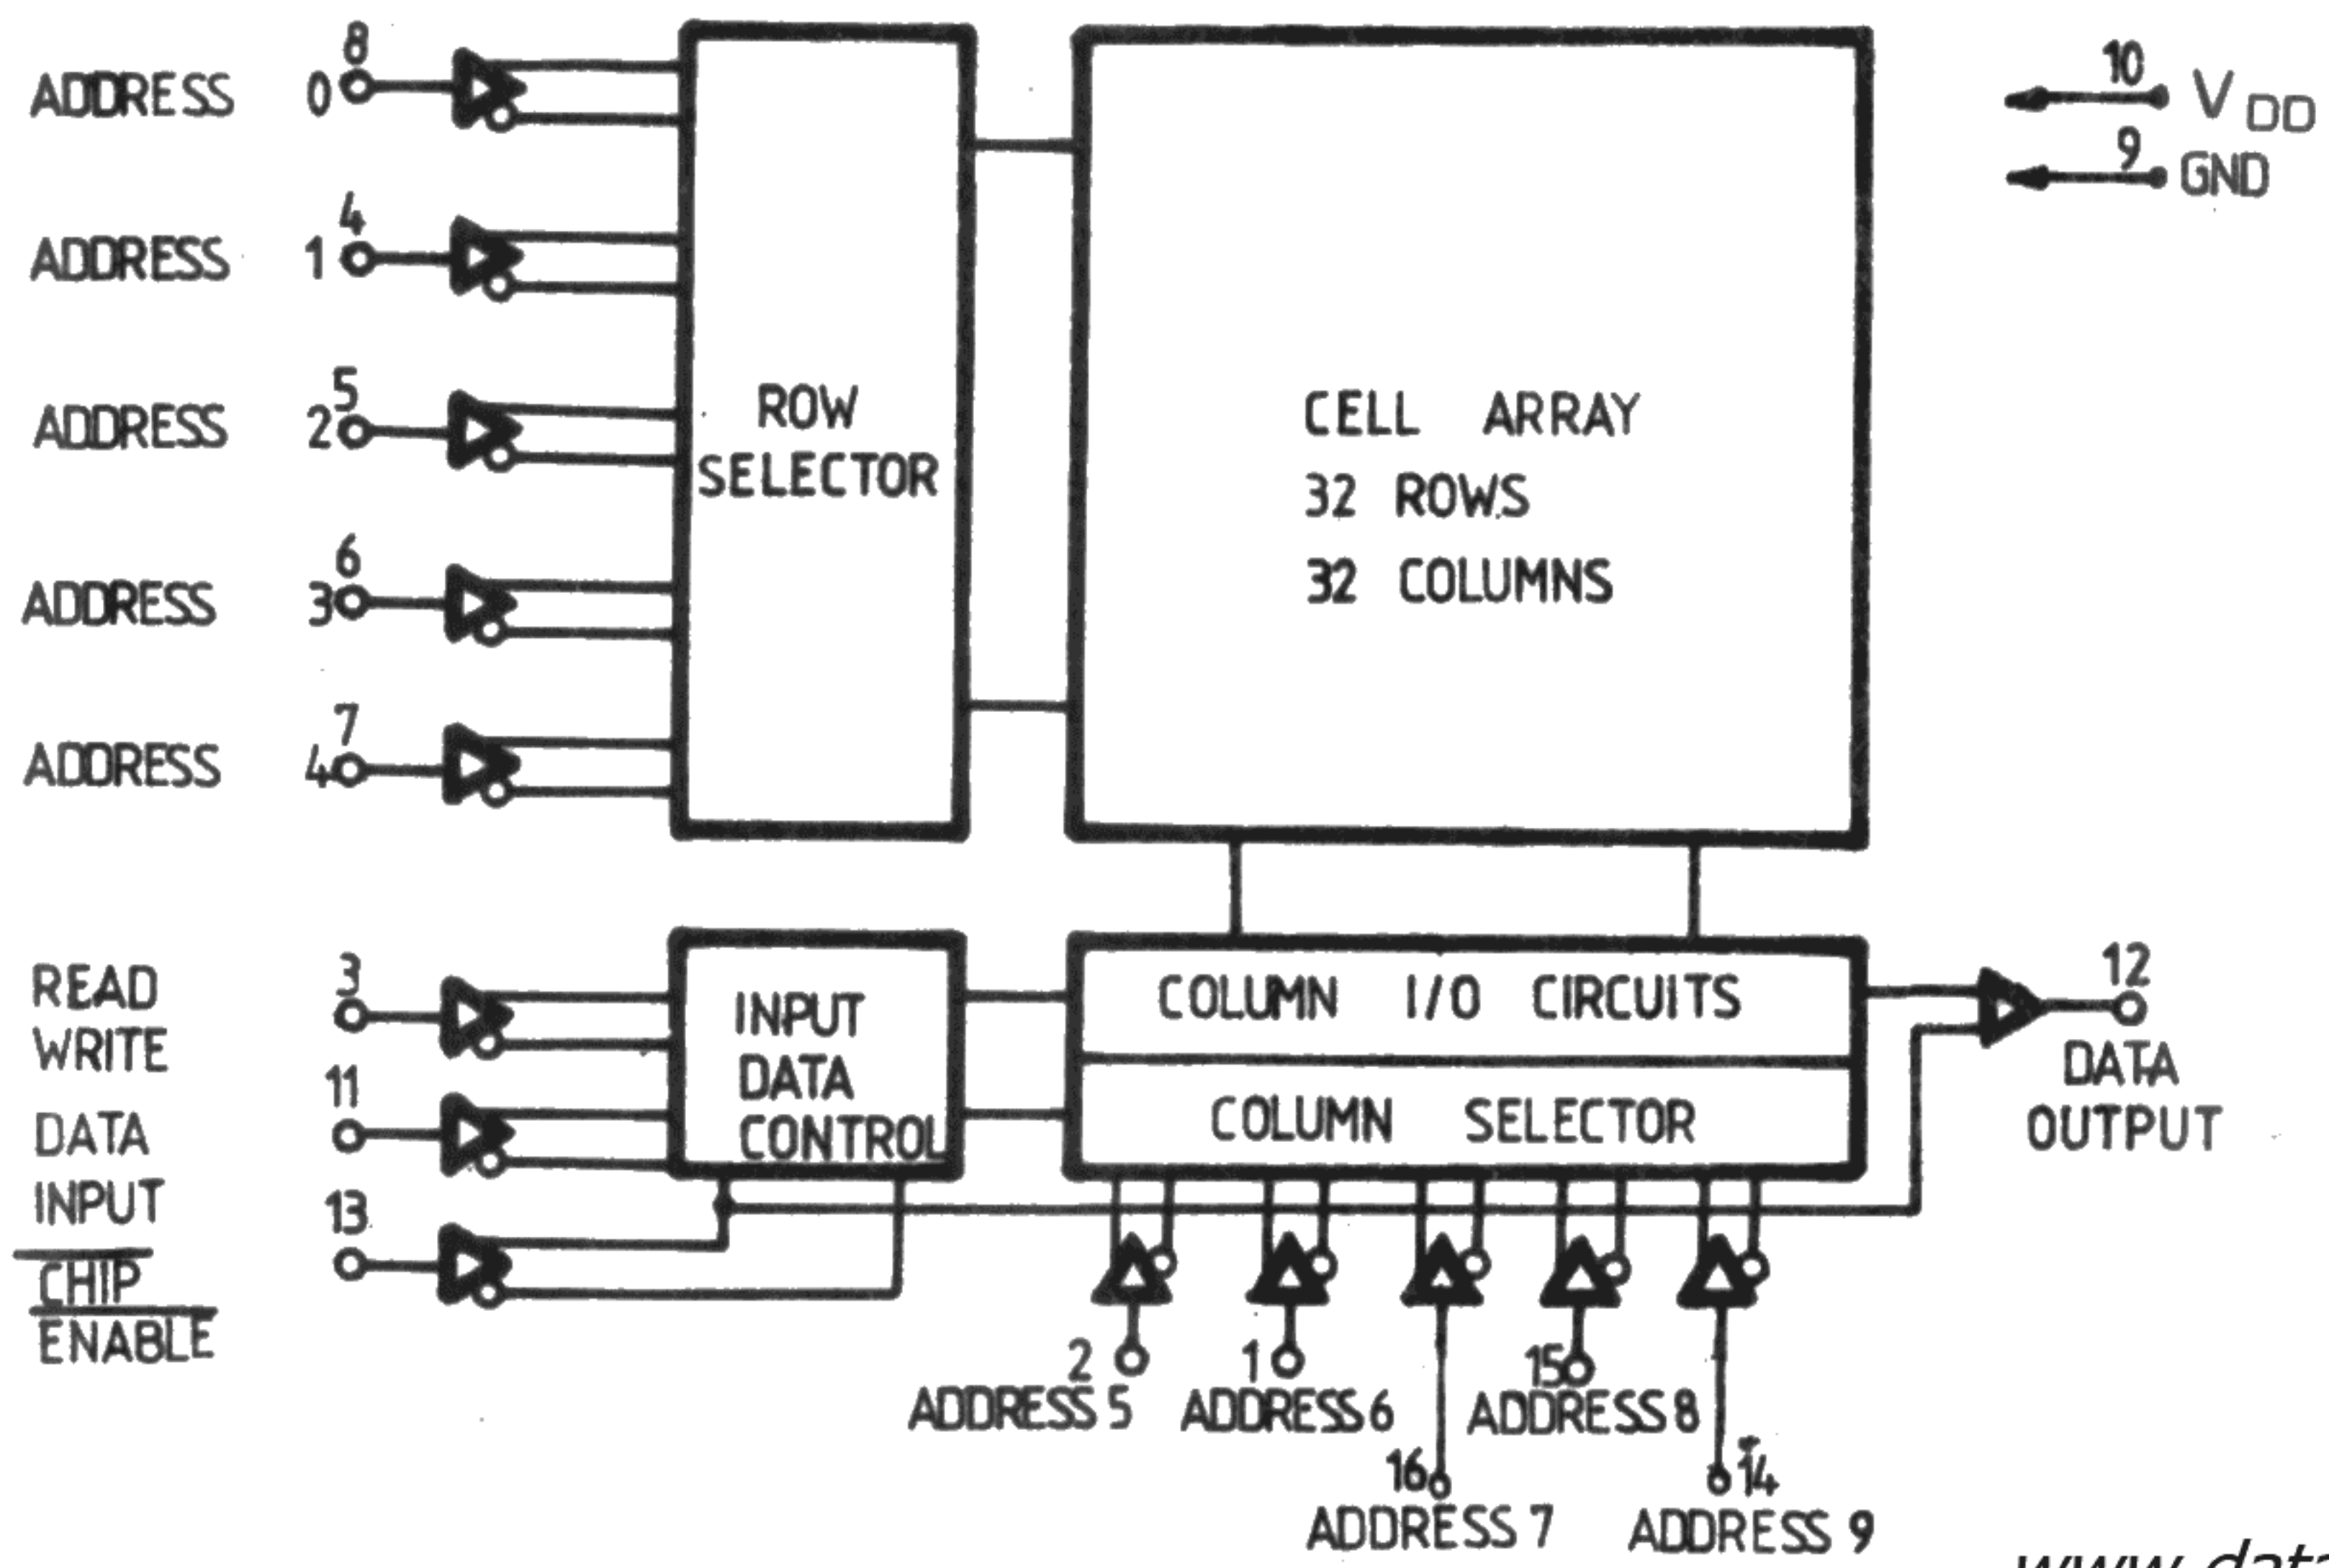 8
ADDRESS 0
4
ADDRESS 1
5
ADDRESS 2
6
ADDRESS 3
7
ADDRESS 4
ROW
SELECTOR
CELL ARRAY
32 ROWS
32 COLUMNS
10
VDD
9
GND
READ
WRITE
3
DATA
INPUT
11
CHIP
ENABLE
13
INPUT
DATA
CONTROL
COLUMN I/O CIRCUITS
COLUMN SELECTOR
12
DATA
OUTPUT
2
ADDRESS 5
1
ADDRESS 6
15
ADDRESS 8
16
ADDRESS 7
14
ADDRESS 9